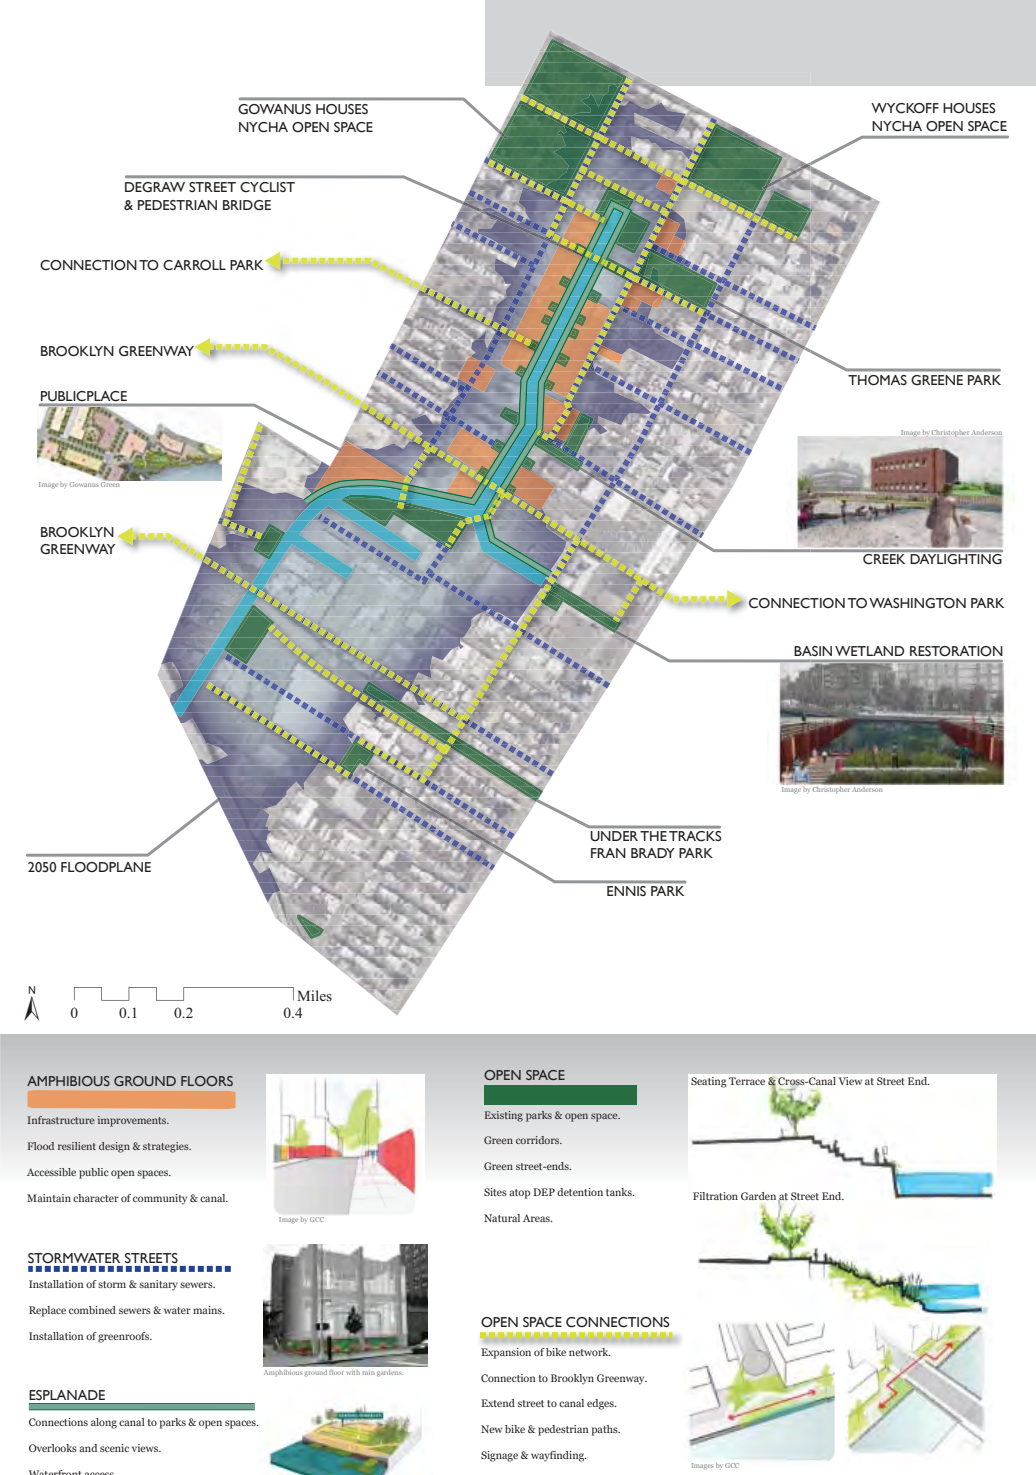 GOWANUS HOUSES
NYCHA OPEN SPACE
WYCKOFF HOUSES
NYCHA OPEN SPACE
DEGRAW STREET CYCLIST
& PEDESTRIAN BRIDGE
CONNECTION TO CARROLL PARK
BROOKLYN GREENWAY
THOMAS GREENE PARK
PUBLICPLACE
Image by Gowanus Green
Image by Christopher Anderson
CREEK DAYLIGHTING
BROOKLYN
GREENWAY
CONNECTION TO WASHINGTON PARK
BASIN WETLAND RESTORATION
Image by Christopher Anderson
UNDER THE TRACKS
FRAN BRADY PARK
2050 FLOODPLANE
ENNIS PARK
N
Miles
0 0.1 0.2 0.4
AMPHIBIOUS GROUND FLOORS
Infrastructure improvements.
Flood resilient design & strategies.
Accessible public open spaces.
Maintain character of community & canal.
Image by GCC
STORMWATER STREETS
Installation of storm & sanitary sewers.
Replace combined sewers & water mains.
Installation of greenroofs.
Amphibious ground floor with rain gardens.
ESPLANADE
Connections along canal to parks & open spaces.
Overlooks and scenic views.
Waterfront access.
OPEN SPACE
Existing parks & open space.
Green corridors.
Green street-ends.
Sites atop DEP detention tanks.
Natural Areas.
Seating Terrace & Cross-Canal View at Street End.
Filtration Garden at Street End.
OPEN SPACE CONNECTIONS
Expansion of bike network.
Connection to Brooklyn Greenway.
Extend street to canal edges.
New bike & pedestrian paths.
Signage & wayfinding.
Images by GCC